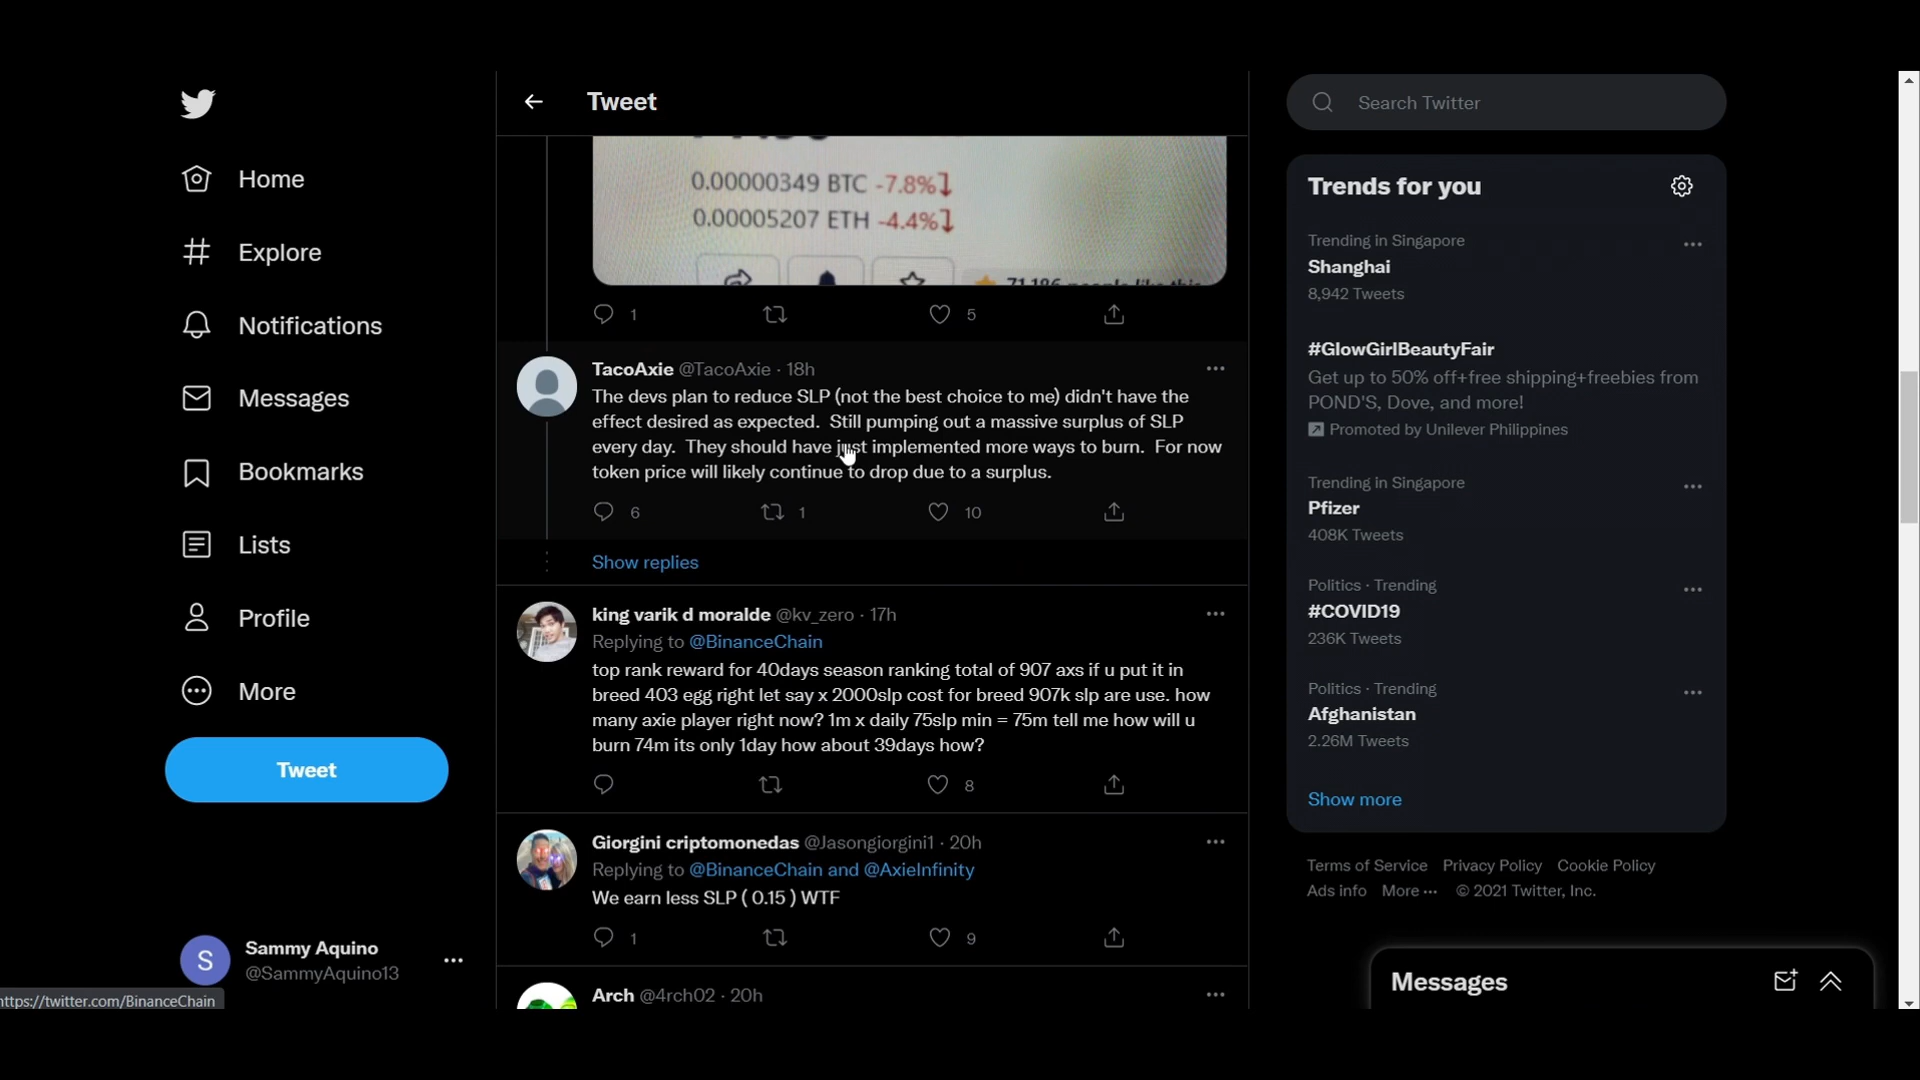 Home
Explore
Notifications
Messages
Bookmarks
Lists
Profile
More
Tweet
Sammy Aquino
@SammyAquino13
S
https://twitter.com/BinanceChain
Tweet
0.00000349 BTC -7.8%
0.00005207 ETH -4.4%
71,186 people like this
1
5
TacoAxie @TacoAxie · 18h
The devs plan to reduce SLP (not the best choice to me) didn't have the
effect desired as expected. Still pumping out a massive surplus of SLP
every day. They should have just implemented more ways to burn. For now
token price will likely continue to drop due to a surplus.
6
1
10
Show replies
king varik d moralde @kv_zero · 17h
Replying to @BinanceChain
top rank reward for 40days season ranking total of 907 axs if u put it in
breed 403 egg right let say x 2000slp cost for breed 907k slp are use. how
many axie player right now? 1m x daily 75slp min = 75m tell me how will u
burn 74m its only 1day how about 39days how?
8
Giorgini criptomonedas @Jasongiorgini1 · 20h
Replying to @BinanceChain and @AxieInfinity
We earn less SLP ( 0.15 ) WTF
1
9
Arch @4rch02 · 20h
Search Twitter
Trends for you
Trending in Singapore
Shanghai
8,942 Tweets
#GlowGirlBeautyFair
Get up to 50% off+free shipping+freebies from
POND'S, Dove, and more!
Promoted by Unilever Philippines
Trending in Singapore
Pfizer
408K Tweets
Politics · Trending
#COVID19
236K Tweets
Politics · Trending
Afghanistan
2.26M Tweets
Show more
Terms of Service Privacy Policy Cookie Policy
Ads info More ··· © 2021 Twitter, Inc.
Messages